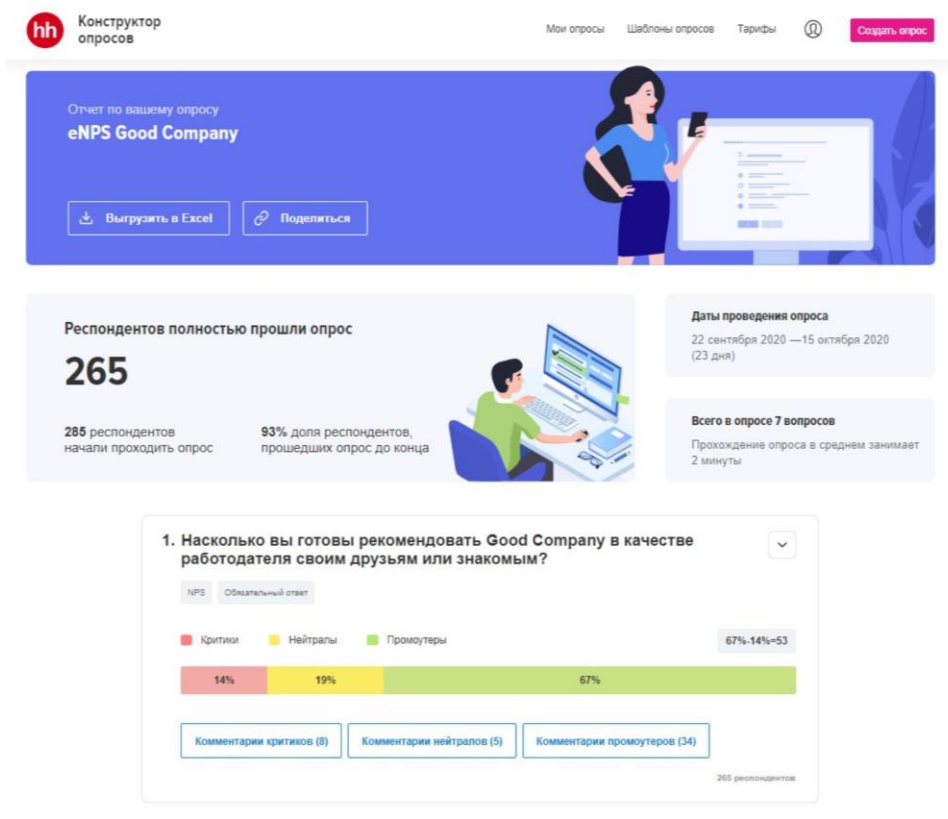 hh
Конструктор
опросов
Мои опросы Шаблоны опросов Тарифы Создать опрос
Отчет по вашему опросу
eNPS Good Company
Выгрузить в Excel Поделиться
Респондентов полностью прошли опрос
265
285 респондентов
начали проходить опрос
93% доля респондентов,
прошедших опрос до конца
Даты проведения опроса
22 сентября 2020 —15 октября 2020
(23 дня)
Всего в опросе 7 вопросов
Прохождение опроса в среднем занимает
2 минуты
1. Насколько вы готовы рекомендовать Good Company в качестве
работодателя своим друзьям или знакомым?
NPS Обязательный ответ
Критики Нейтралы Промоутеры 67%-14%=53
14% 19% 67%
Комментарии критиков (8) Комментарии нейтралов (5) Комментарии промоутеров (34)
265 респондентов